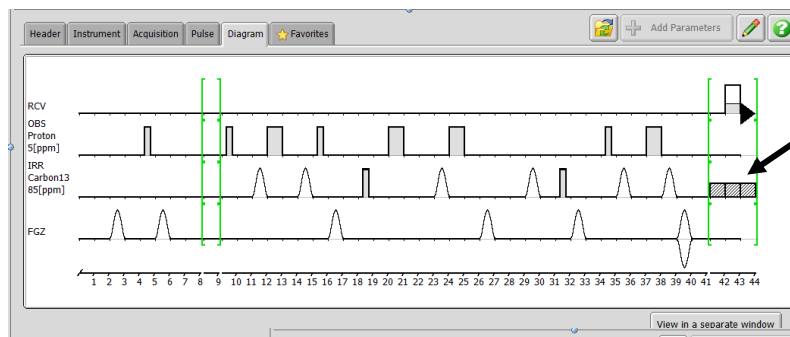 Header Instrument Acquisition Pulse Diagram Favorites Add Parameters
RCV
OBS
Proton
5[ppm]
IRR
Carbon13
85[ppm]
FGZ
1 2 3 4 5 6 7 8 9 10 11 12 13 14 15 16 17 18 19 20 21 22 23 24 25 26 27 28 29 30 31 32 33 34 35 36 37 38 39 40 41 42 43 44
View in a separate window